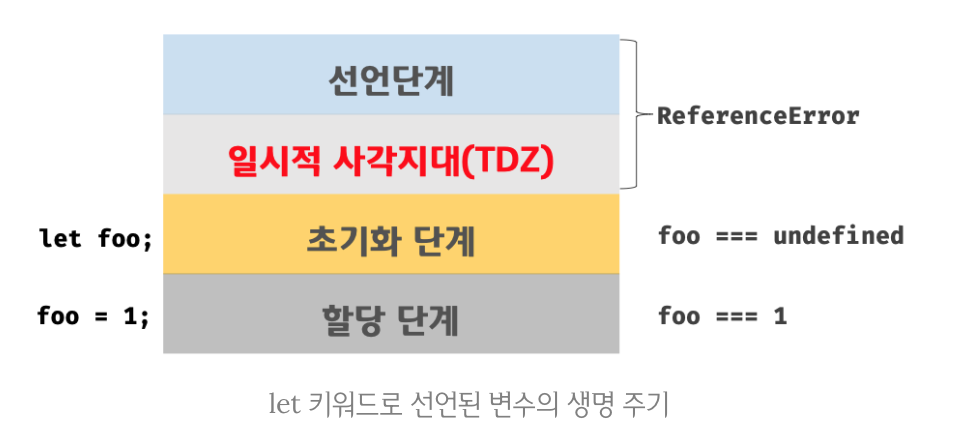 선언단계
ReferenceError
일시적 사각지대(TDZ)
let foo;
초기화 단계
foo === undefined
foo = 1;
할당 단계
foo === 1
let 키워드로 선언된 변수의 생명 주기